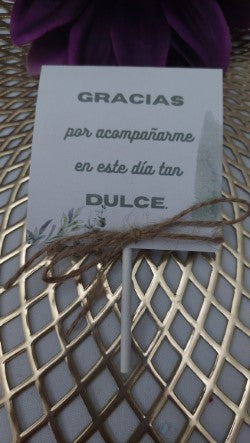 GRACIAS
por acompañarme
en este día tan
DULCE.